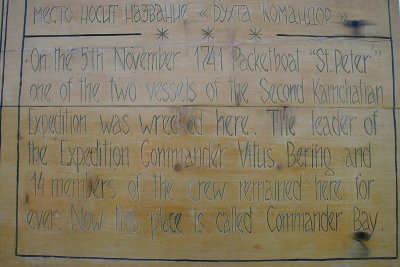 место носит название « Бухта Командор »
* * *
On the 5th November 1741 Packetboat "St. Peter"
one of the two vessels of the Second Kamchatian
Expedition was wrecked here. The leader of
the Expedition Commander Vitus Bering and
14 members of the crew remained here for
ever. Now this place is called Commander Bay.